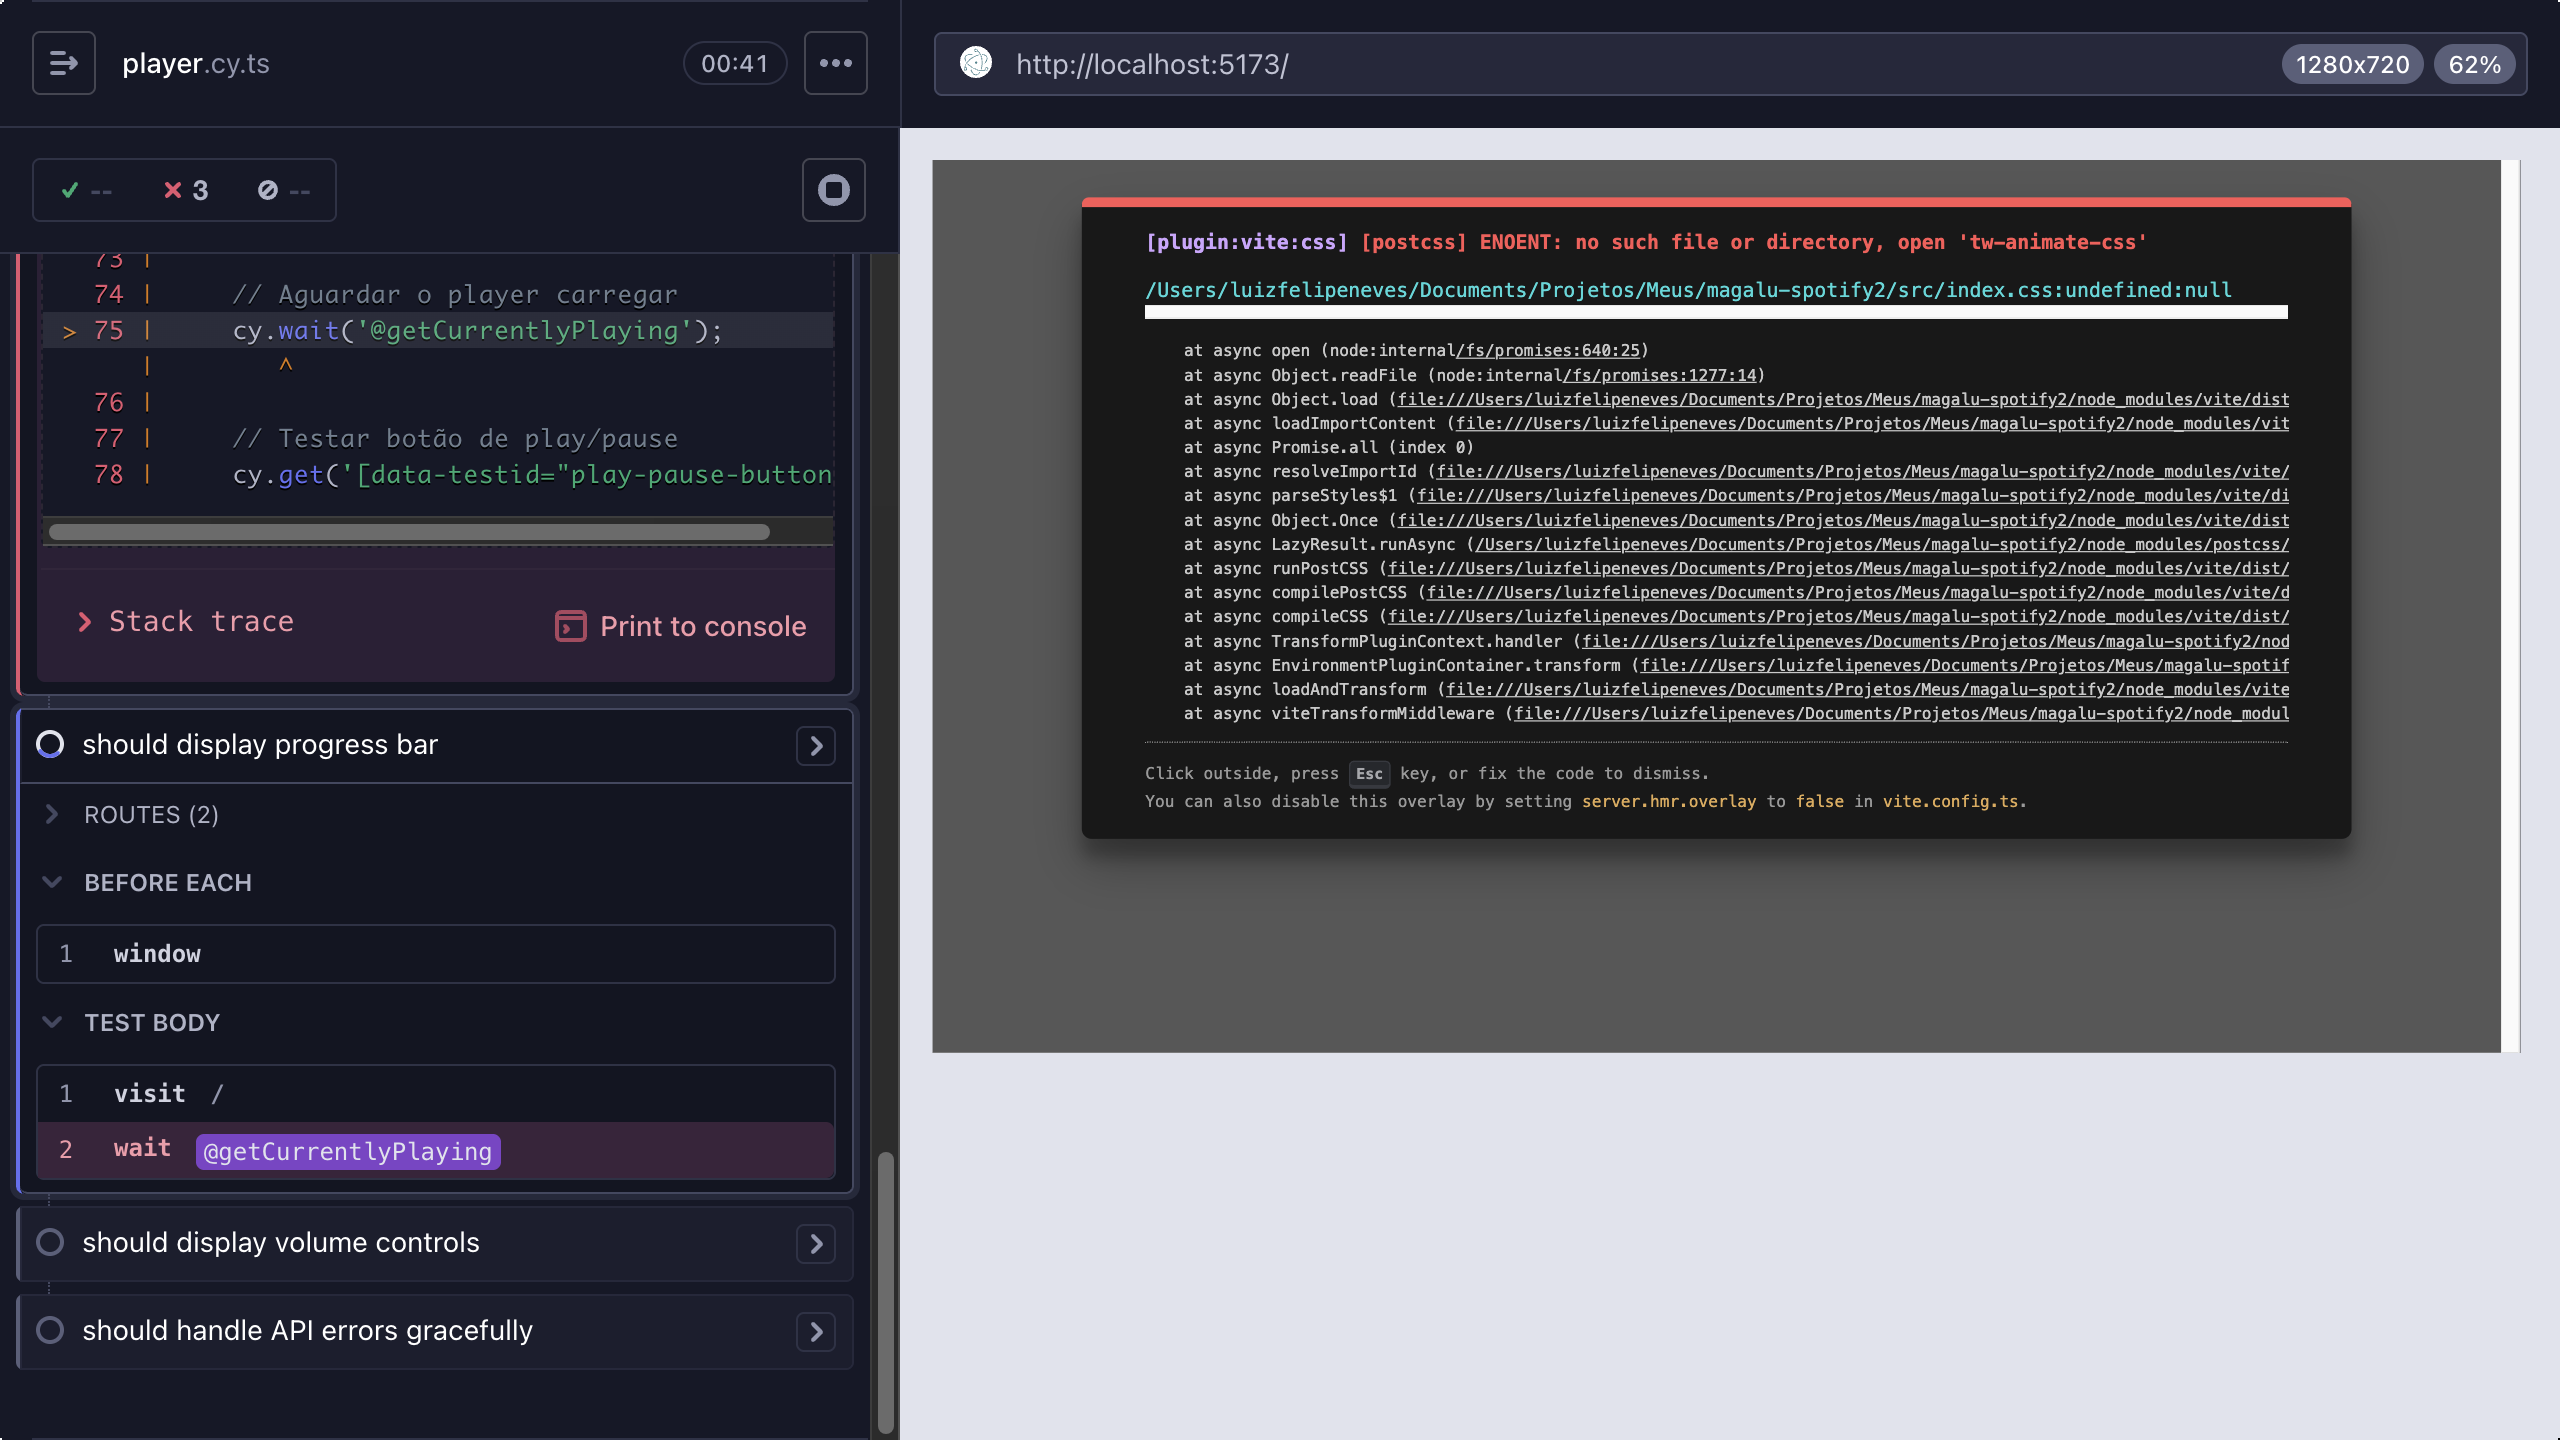 player.cy.ts
00:41
--
3
--
73 |
74 | // Aguardar o player carregar
> 75 | cy.wait('@getCurrentlyPlaying');
| ^
76 |
77 | // Testar botão de play/pause
78 | cy.get('[data-testid="play-pause-button
Stack trace
Print to console
should display progress bar
ROUTES (2)
BEFORE EACH
1 window
TEST BODY
1 visit /
2 wait @getCurrentlyPlaying
should display volume controls
should handle API errors gracefully
http://localhost:5173/
1280x720
62%
[plugin:vite:css] [postcss] ENOENT: no such file or directory, open 'tw-animate-css'
/Users/luizfelipeneves/Documents/Projetos/Meus/magalu-spotify2/src/index.css:undefined:null
at async open (node:internal/fs/promises:640:25)
at async Object.readFile (node:internal/fs/promises:1277:14)
at async Object.load (file:///Users/luizfelipeneves/Documents/Projetos/Meus/magalu-spotify2/node_modules/vite/dist
at async loadImportContent (file:///Users/luizfelipeneves/Documents/Projetos/Meus/magalu-spotify2/node_modules/vit
at async Promise.all (index 0)
at async resolveImportId (file:///Users/luizfelipeneves/Documents/Projetos/Meus/magalu-spotify2/node_modules/vite/
at async parseStyles$1 (file:///Users/luizfelipeneves/Documents/Projetos/Meus/magalu-spotify2/node_modules/vite/di
at async Object.Once (file:///Users/luizfelipeneves/Documents/Projetos/Meus/magalu-spotify2/node_modules/vite/dist
at async LazyResult.runAsync (/Users/luizfelipeneves/Documents/Projetos/Meus/magalu-spotify2/node_modules/postcss/
at async runPostCSS (file:///Users/luizfelipeneves/Documents/Projetos/Meus/magalu-spotify2/node_modules/vite/dist/
at async compilePostCSS (file:///Users/luizfelipeneves/Documents/Projetos/Meus/magalu-spotify2/node_modules/vite/d
at async compileCSS (file:///Users/luizfelipeneves/Documents/Projetos/Meus/magalu-spotify2/node_modules/vite/dist/
at async TransformPluginContext.handler (file:///Users/luizfelipeneves/Documents/Projetos/Meus/magalu-spotify2/nod
at async EnvironmentPluginContainer.transform (file:///Users/luizfelipeneves/Documents/Projetos/Meus/magalu-spotif
at async loadAndTransform (file:///Users/luizfelipeneves/Documents/Projetos/Meus/magalu-spotify2/node_modules/vite
at async viteTransformMiddleware (file:///Users/luizfelipeneves/Documents/Projetos/Meus/magalu-spotify2/node_modul
Click outside, press Esc key, or fix the code to dismiss.
You can also disable this overlay by setting server.hmr.overlay to false in vite.config.ts.